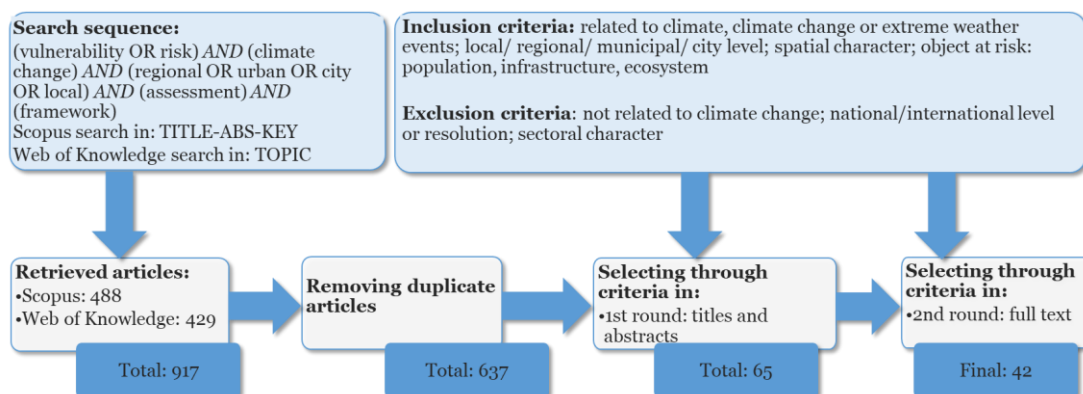 Search sequence:
(vulnerability OR risk) AND (climate
change) AND (regional OR urban OR city
OR local) AND (assessment) AND
(framework)
Scopus search in: TITLE-ABS-KEY
Web of Knowledge search in: TOPIC
Inclusion criteria: related to climate, climate change or extreme weather
events; local/ regional/ municipal/ city level; spatial character; object at risk:
population, infrastructure, ecosystem
Exclusion criteria: not related to climate change; national/international level
or resolution; sectoral character
Retrieved articles:
•Scopus: 488
•Web of Knowledge: 429
Total: 917
Removing duplicate
articles
Total: 637
Selecting through
criteria in:
•1st round: titles and
abstracts
Total: 65
Selecting through
criteria in:
•2nd round: full text
Final: 42